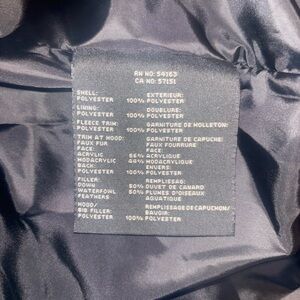 RN NO: 54163
CA NO: 57151
SHELL: EXTERIEUR:
POLYESTER 100% POLYESTER
LINING: DOUBLURE:
POLYESTER 100% POLYESTER
FLEECE TRIM: GARNITURE DE MOLLETON:
POLYESTER 100% POLYESTER
TRIM AT HOOD: GARNITURE DE CAPUCHE:
FAUX FUR FAUX FOURRURE
FACE: FACE:
ACRYLIC 66% ACRYLIQUE
MODACRYLIC 44% MODACRYLIQUE
BACK: ENVERS:
POLYESTER 100% POLYESTER
FILLER: REMPLISSAG:
DOWN 50% DUVET DE CANARD
WATERFOWL 50% PLUMES D'OISEAUX
FEATHERS AQUATIQUE
HOOD/ REMPLISSAGE DE CAPUCHON/
BIB FILLER: BAVOIR:
POLYESTER 100% POLYESTER